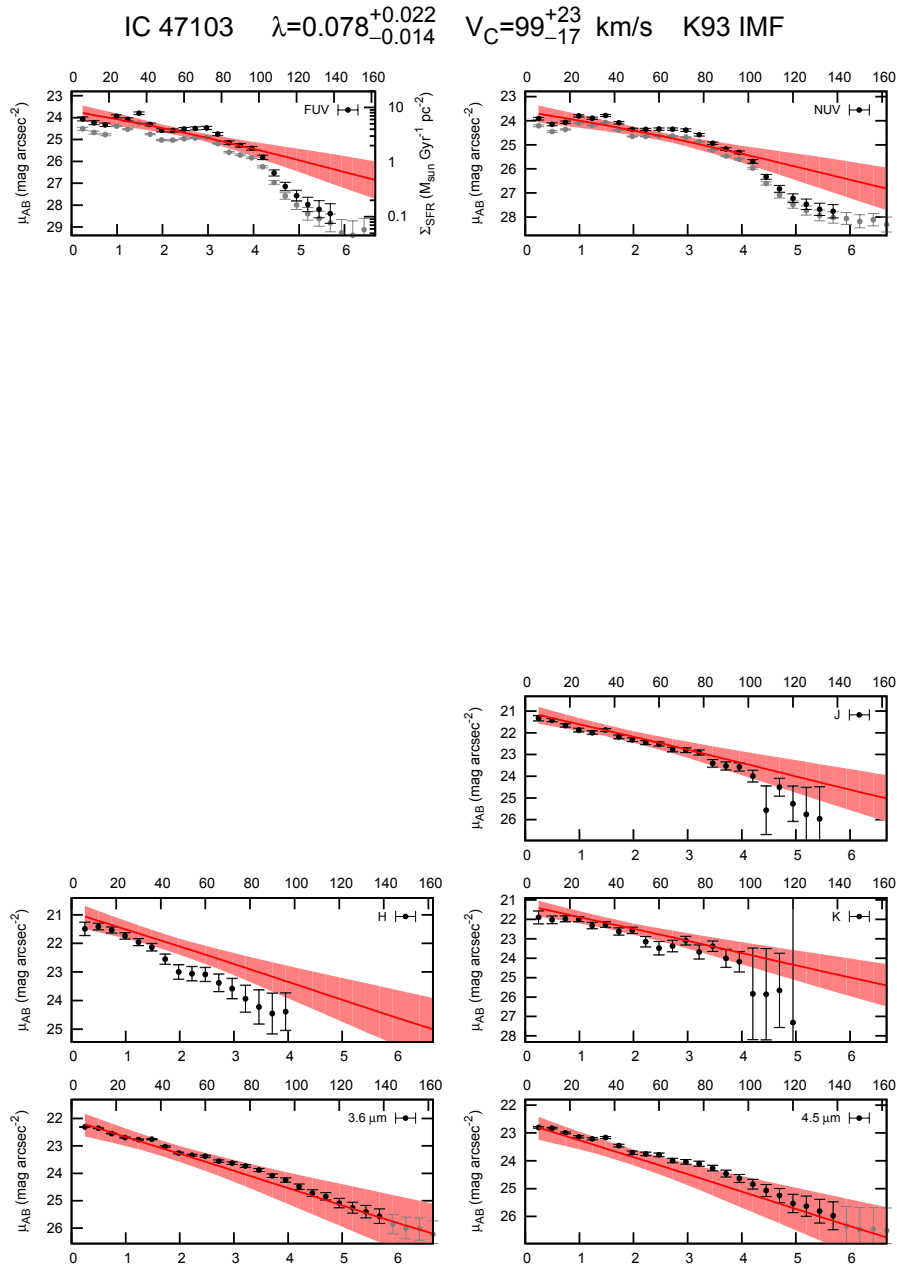 IC 47103 λ=0.078+0.022−0.014 VC=99+23−17 km/s K93 IMF
0 20 40 60 80 100 120 140 160
0 20 40 60 80 100 120 140 160
FUV
NUV
μAB (mag arcsec-2)
23
24
25
26
27
28
29
10
1
0.1
ΣSFR (Msun Gyr-1 pc-2)
μAB (mag arcsec-2)
23
24
25
26
27
28
0 1 2 3 4 5 6
0 1 2 3 4 5 6
0 20 40 60 80 100 120 140 160
J
μAB (mag arcsec-2)
21
22
23
24
25
26
0 1 2 3 4 5 6
0 20 40 60 80 100 120 140 160
0 20 40 60 80 100 120 140 160
H
K
μAB (mag arcsec-2)
21
22
23
24
25
μAB (mag arcsec-2)
21
22
23
24
25
26
27
28
0 1 2 3 4 5 6
0 1 2 3 4 5 6
0 20 40 60 80 100 120 140 160
0 20 40 60 80 100 120 140 160
3.6 μm
4.5 μm
μAB (mag arcsec-2)
22
23
24
25
26
μAB (mag arcsec-2)
22
23
24
25
26
0 1 2 3 4 5 6
0 1 2 3 4 5 6